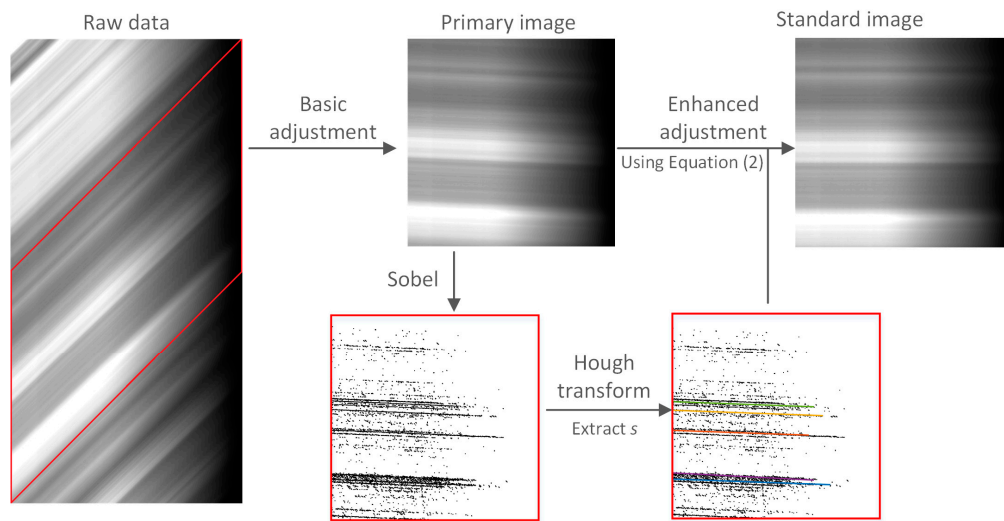 Raw data
Primary image
Standard image
Basic
adjustment
Enhanced
adjustment
Using Equation (2)
Sobel
Hough
transform
Extract s